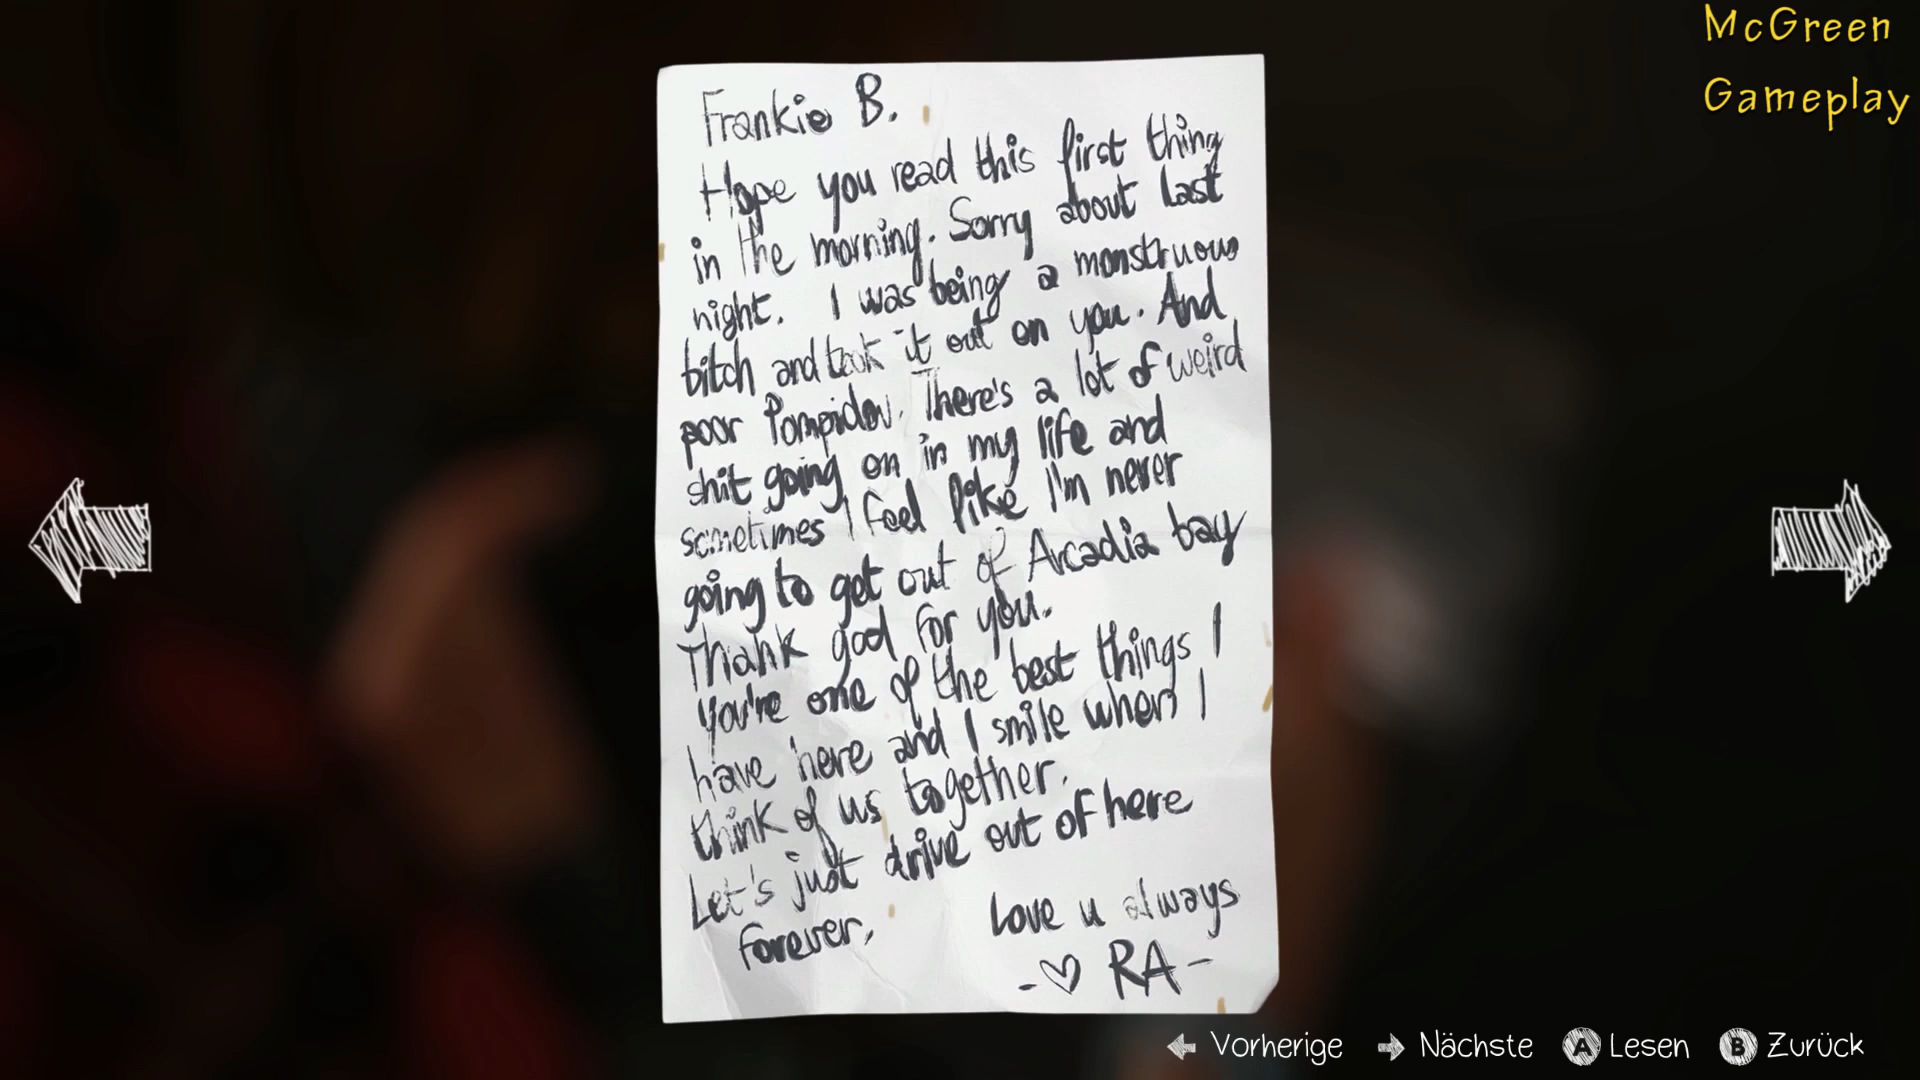 McGreen
Gameplay
Frankie B.
Hope you read this first thing
in the morning. Sorry about last
night. I was being a monstruous
bitch and took it out on you. And
poor Pompidou. There's a lot of weird
shit going on in my life and
sometimes I feel like I'm never
going to get out of Arcadia bay
Thank god for you.
You're one of the best things I
have here and I smile when I
think of us together.
Let's just drive out of here
forever.
Love u always
-♡ RA-
Vorherige
Nächste
A Lesen
B Zurück